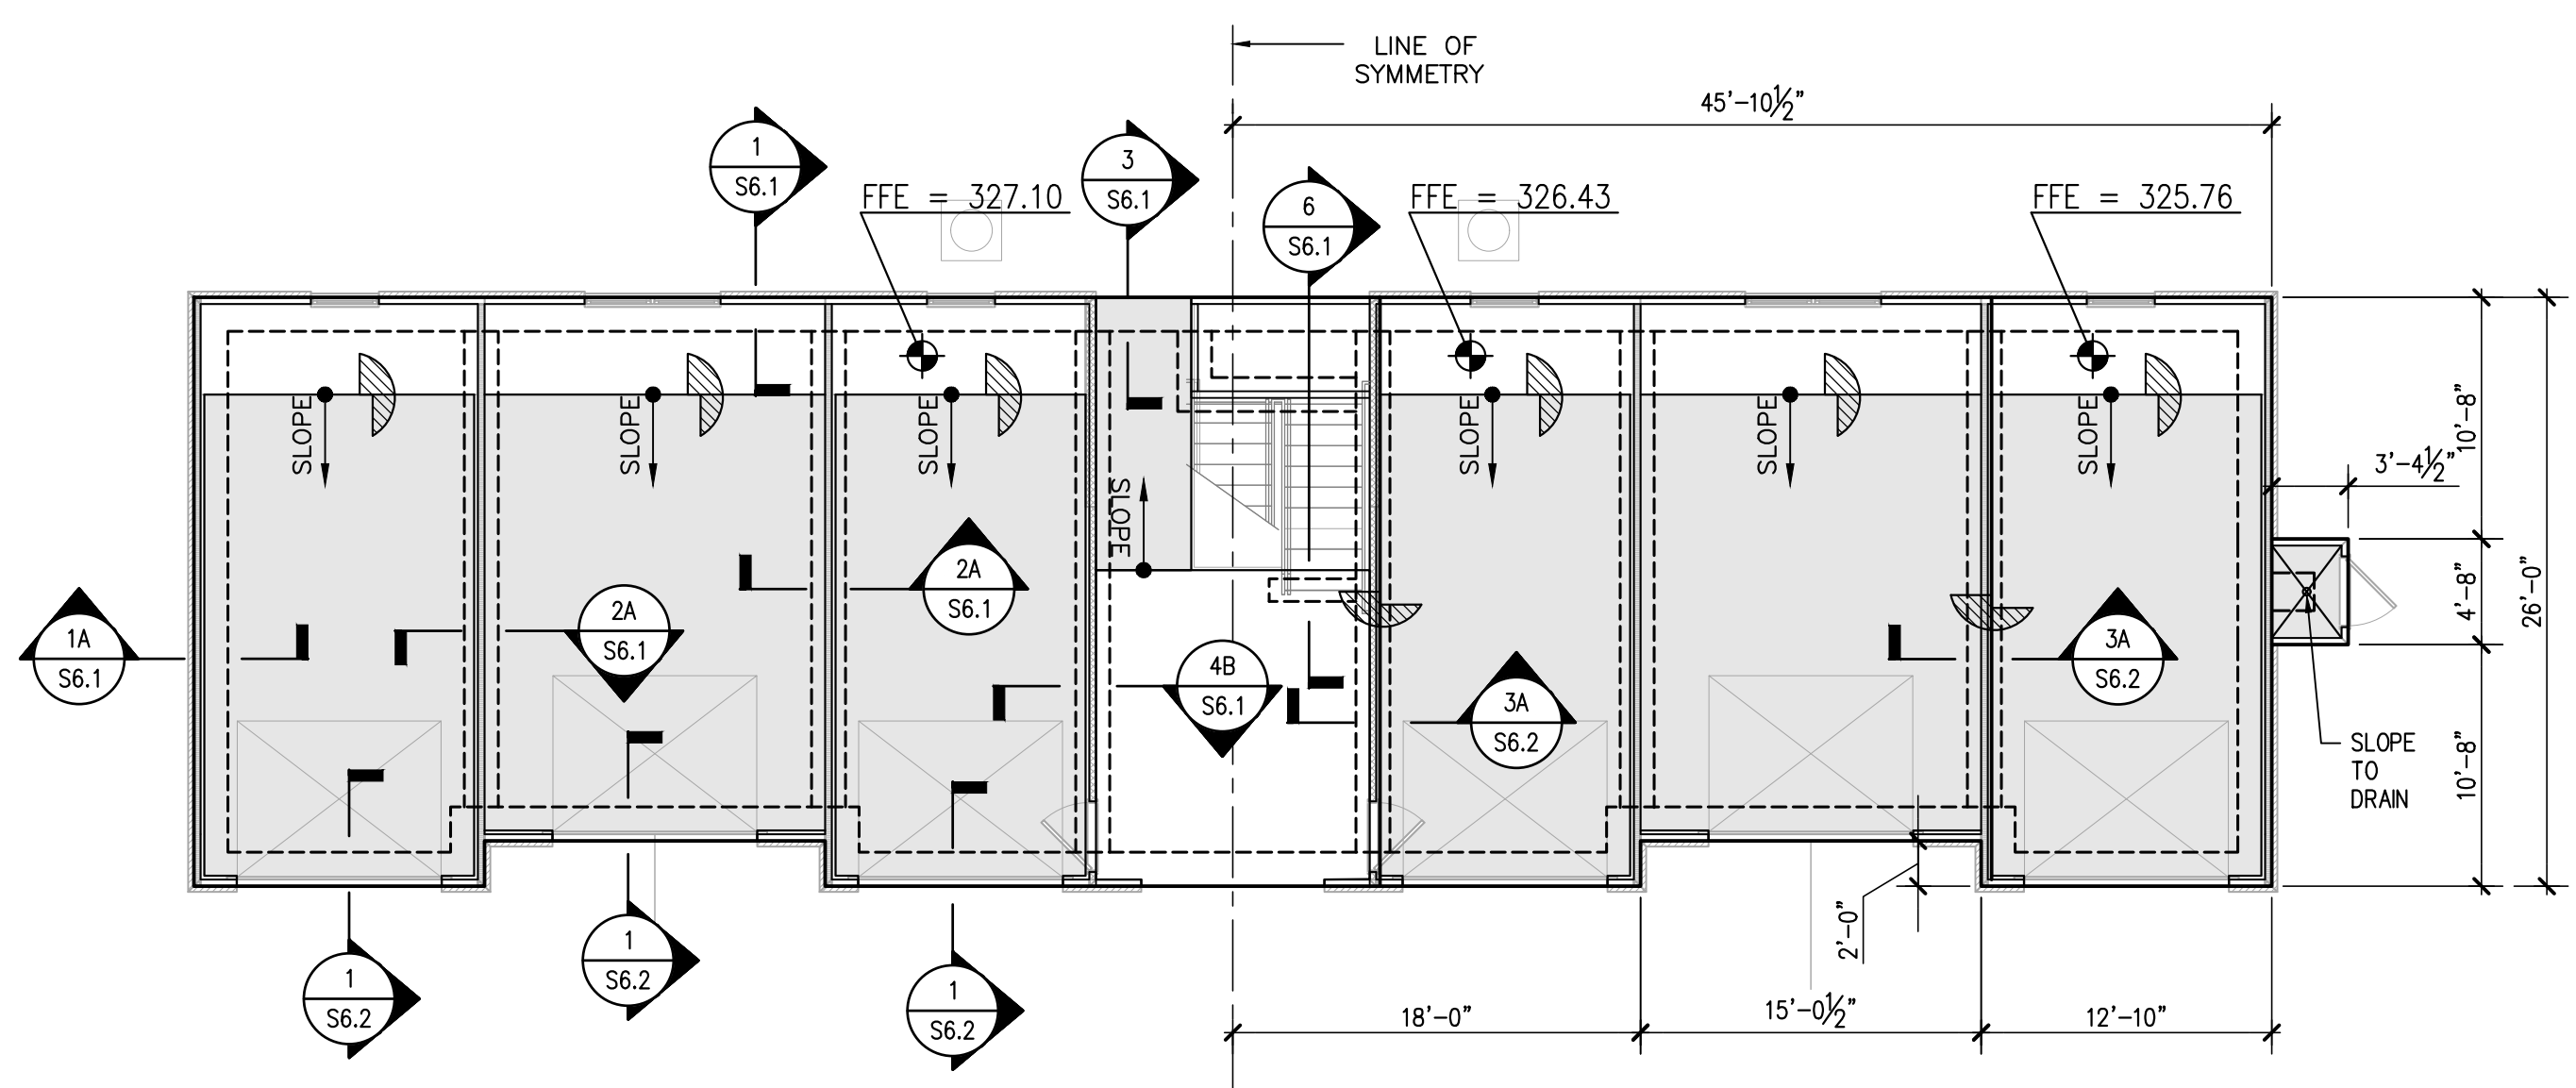 LINE OF
SYMMETRY
45'-10½"
1
S6.1
3
S6.1
FFE = 327.10
6
S6.1
FFE = 326.43
FFE = 325.76
SLOPE
SLOPE
SLOPE
SLOPE
SLOPE
SLOPE
SLOPE
10'-8"
3'-4½"
4'-8"
26'-0"
10'-8"
2A
S6.1
1A
S6.1
2A
S6.1
4B
S6.1
3A
S6.2
3A
S6.2
SLOPE
TO
DRAIN
2'-0"
1
S6.2
1
S6.2
1
S6.2
18'-0"
15'-0½"
12'-10"